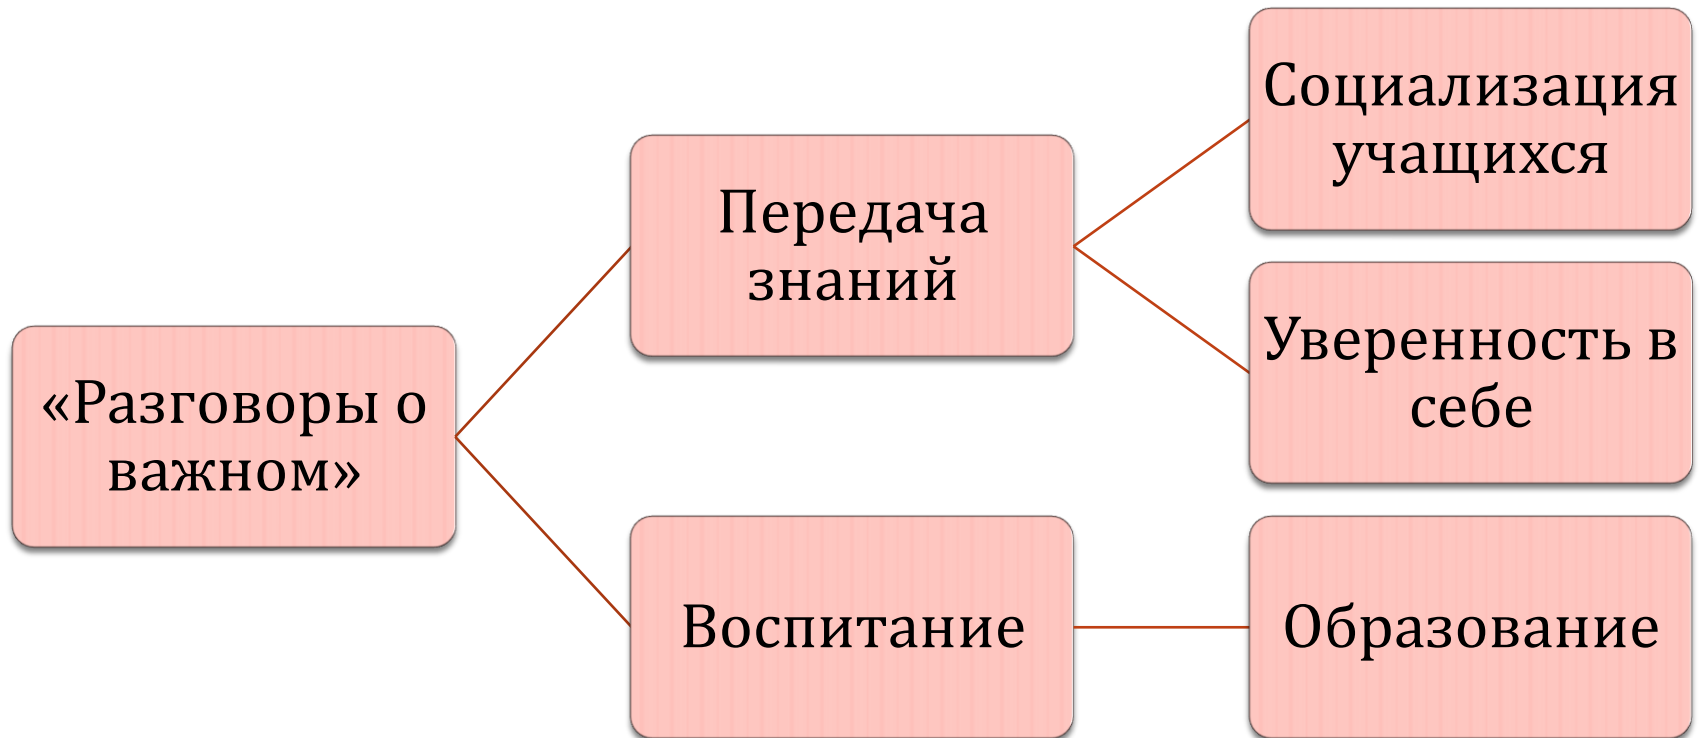 «Разговоры о
важном»
Передача
знаний
Социализация
учащихся
Уверенность в
себе
Воспитание
Образование